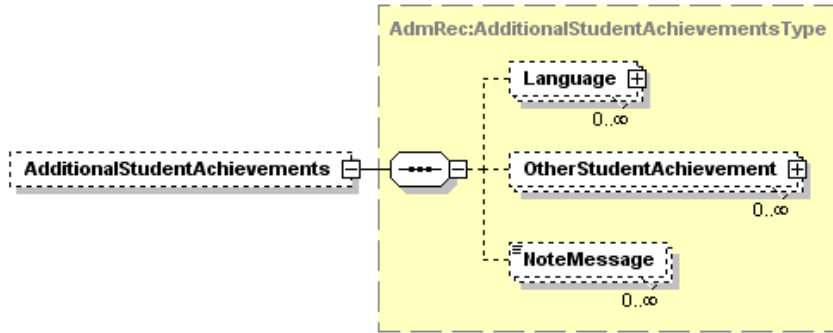 AdmRec:AdditionalStudentAchievementsType
Language
0..∞
AdditionalStudentAchievements
OtherStudentAchievement
0..∞
NoteMessage
0..∞